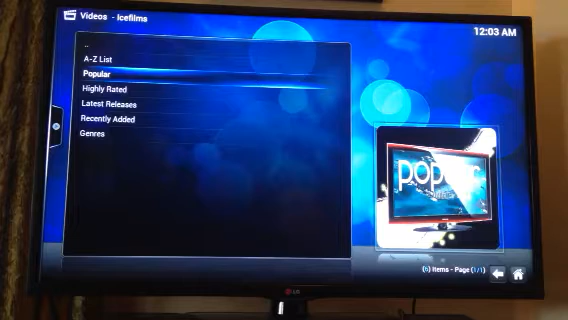 Videos - Icefilms
12:03 AM
..
A-Z List
Popular
Highly Rated
Latest Releases
Recently Added
Genres
popular
(6) Items - Page (1/1)
LG